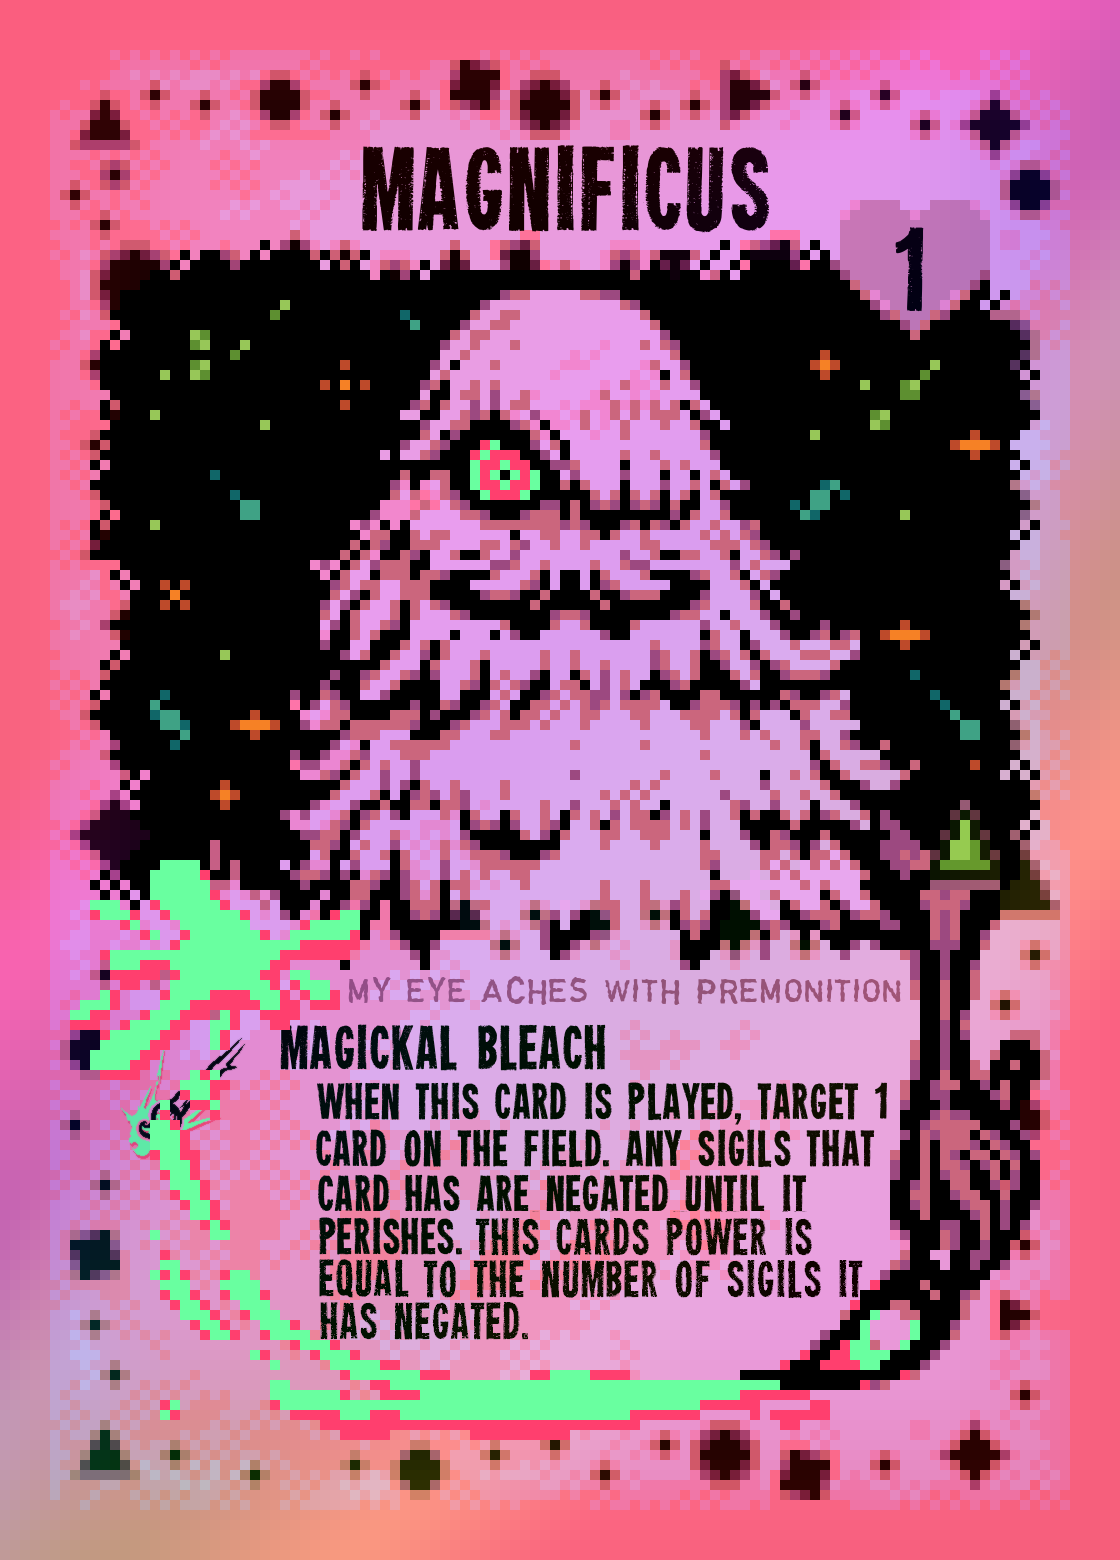 MAGNIFICUS
1
MY EYE ACHES WITH PREMONITION
MAGICKAL BLEACH
WHEN THIS CARD IS PLAYED, TARGET 1
CARD ON THE FIELD. ANY SIGILS THAT
CARD HAS ARE NEGATED UNTIL IT
PERISHES. THIS CARDS POWER IS
EQUAL TO THE NUMBER OF SIGILS IT
HAS NEGATED.